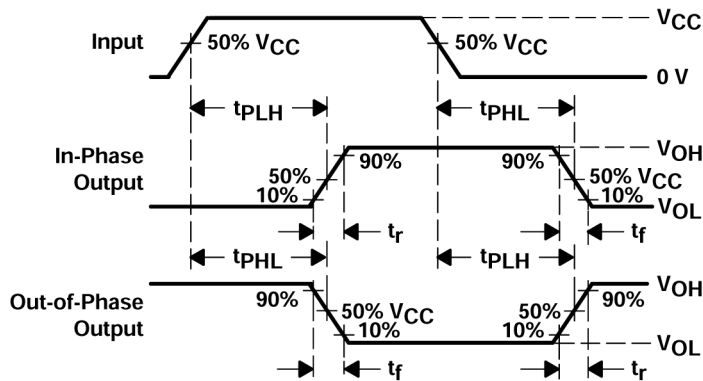 VCC
Input
50% VCC
50% VCC
0 V
tPLH
tPHL
In-Phase
Output
VOH
90%
90%
50%
50% VCC
10%
10%
VOL
tr
tf
tPHL
tPLH
Out-of-Phase
Output
VOH
90%
90%
50% VCC
50%
10%
10%
VOL
tf
tr